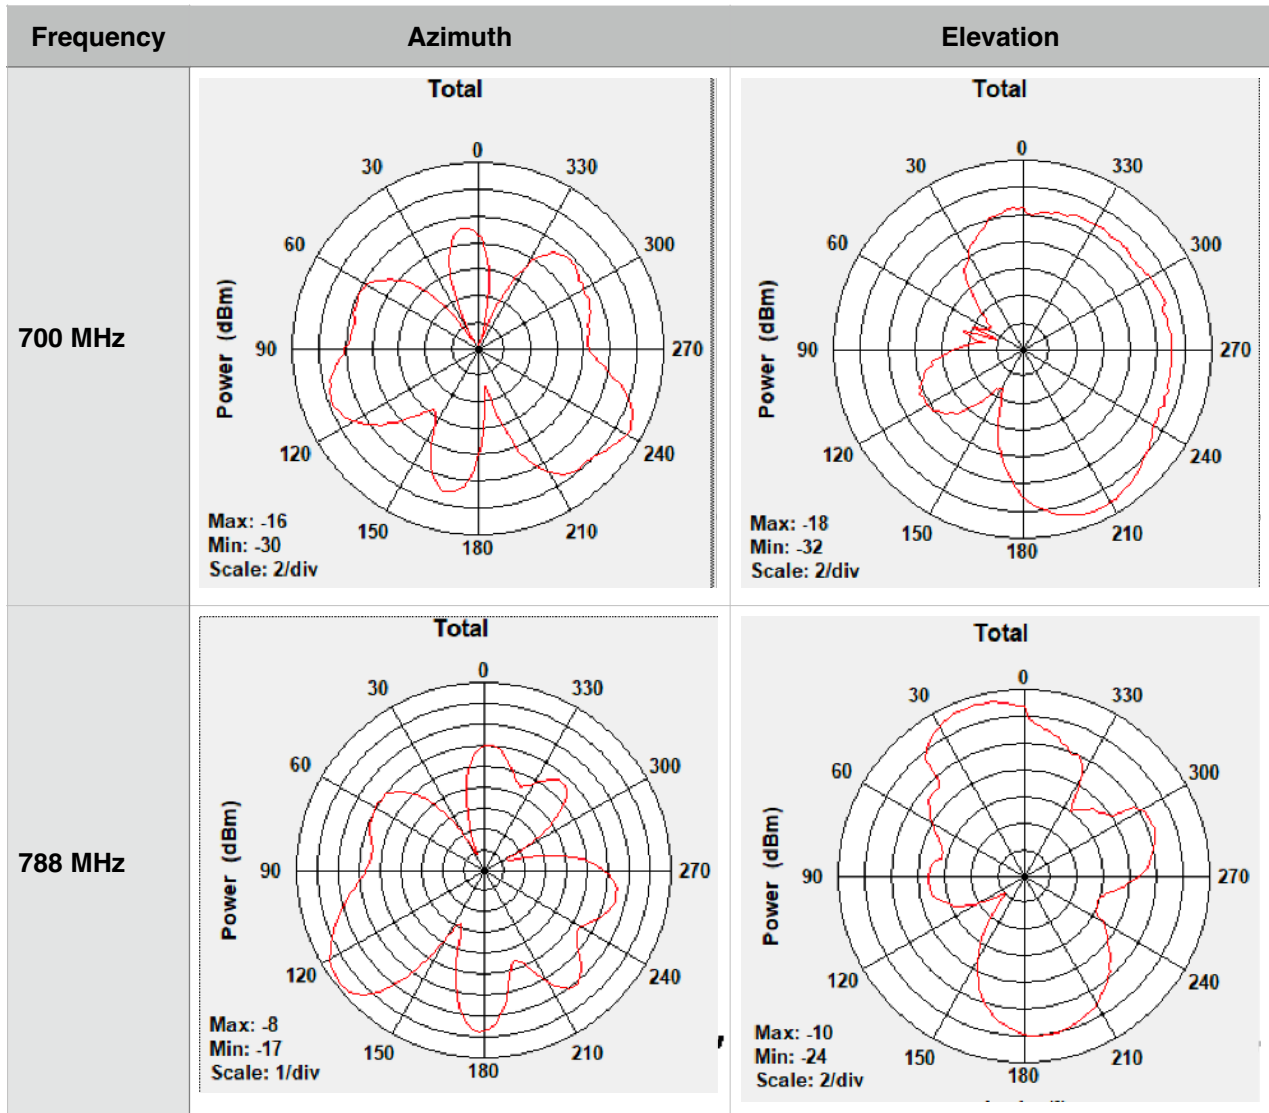 Frequency Azimuth Elevation
700 MHz
Total
0
30 330
60 300
90 270
120 240
150 210
180
Power (dBm)
Max: -16
Min: -30
Scale: 2/div
Total
0
30 330
60 300
90 270
120 240
150 210
180
Power (dBm)
Max: -18
Min: -32
Scale: 2/div
788 MHz
Total
0
30 330
60 300
90 270
120 240
150 210
180
Power (dBm)
Max: -8
Min: -17
Scale: 1/div
Total
0
30 330
60 300
90 270
120 240
150 210
180
Power (dBm)
Max: -10
Min: -24
Scale: 2/div